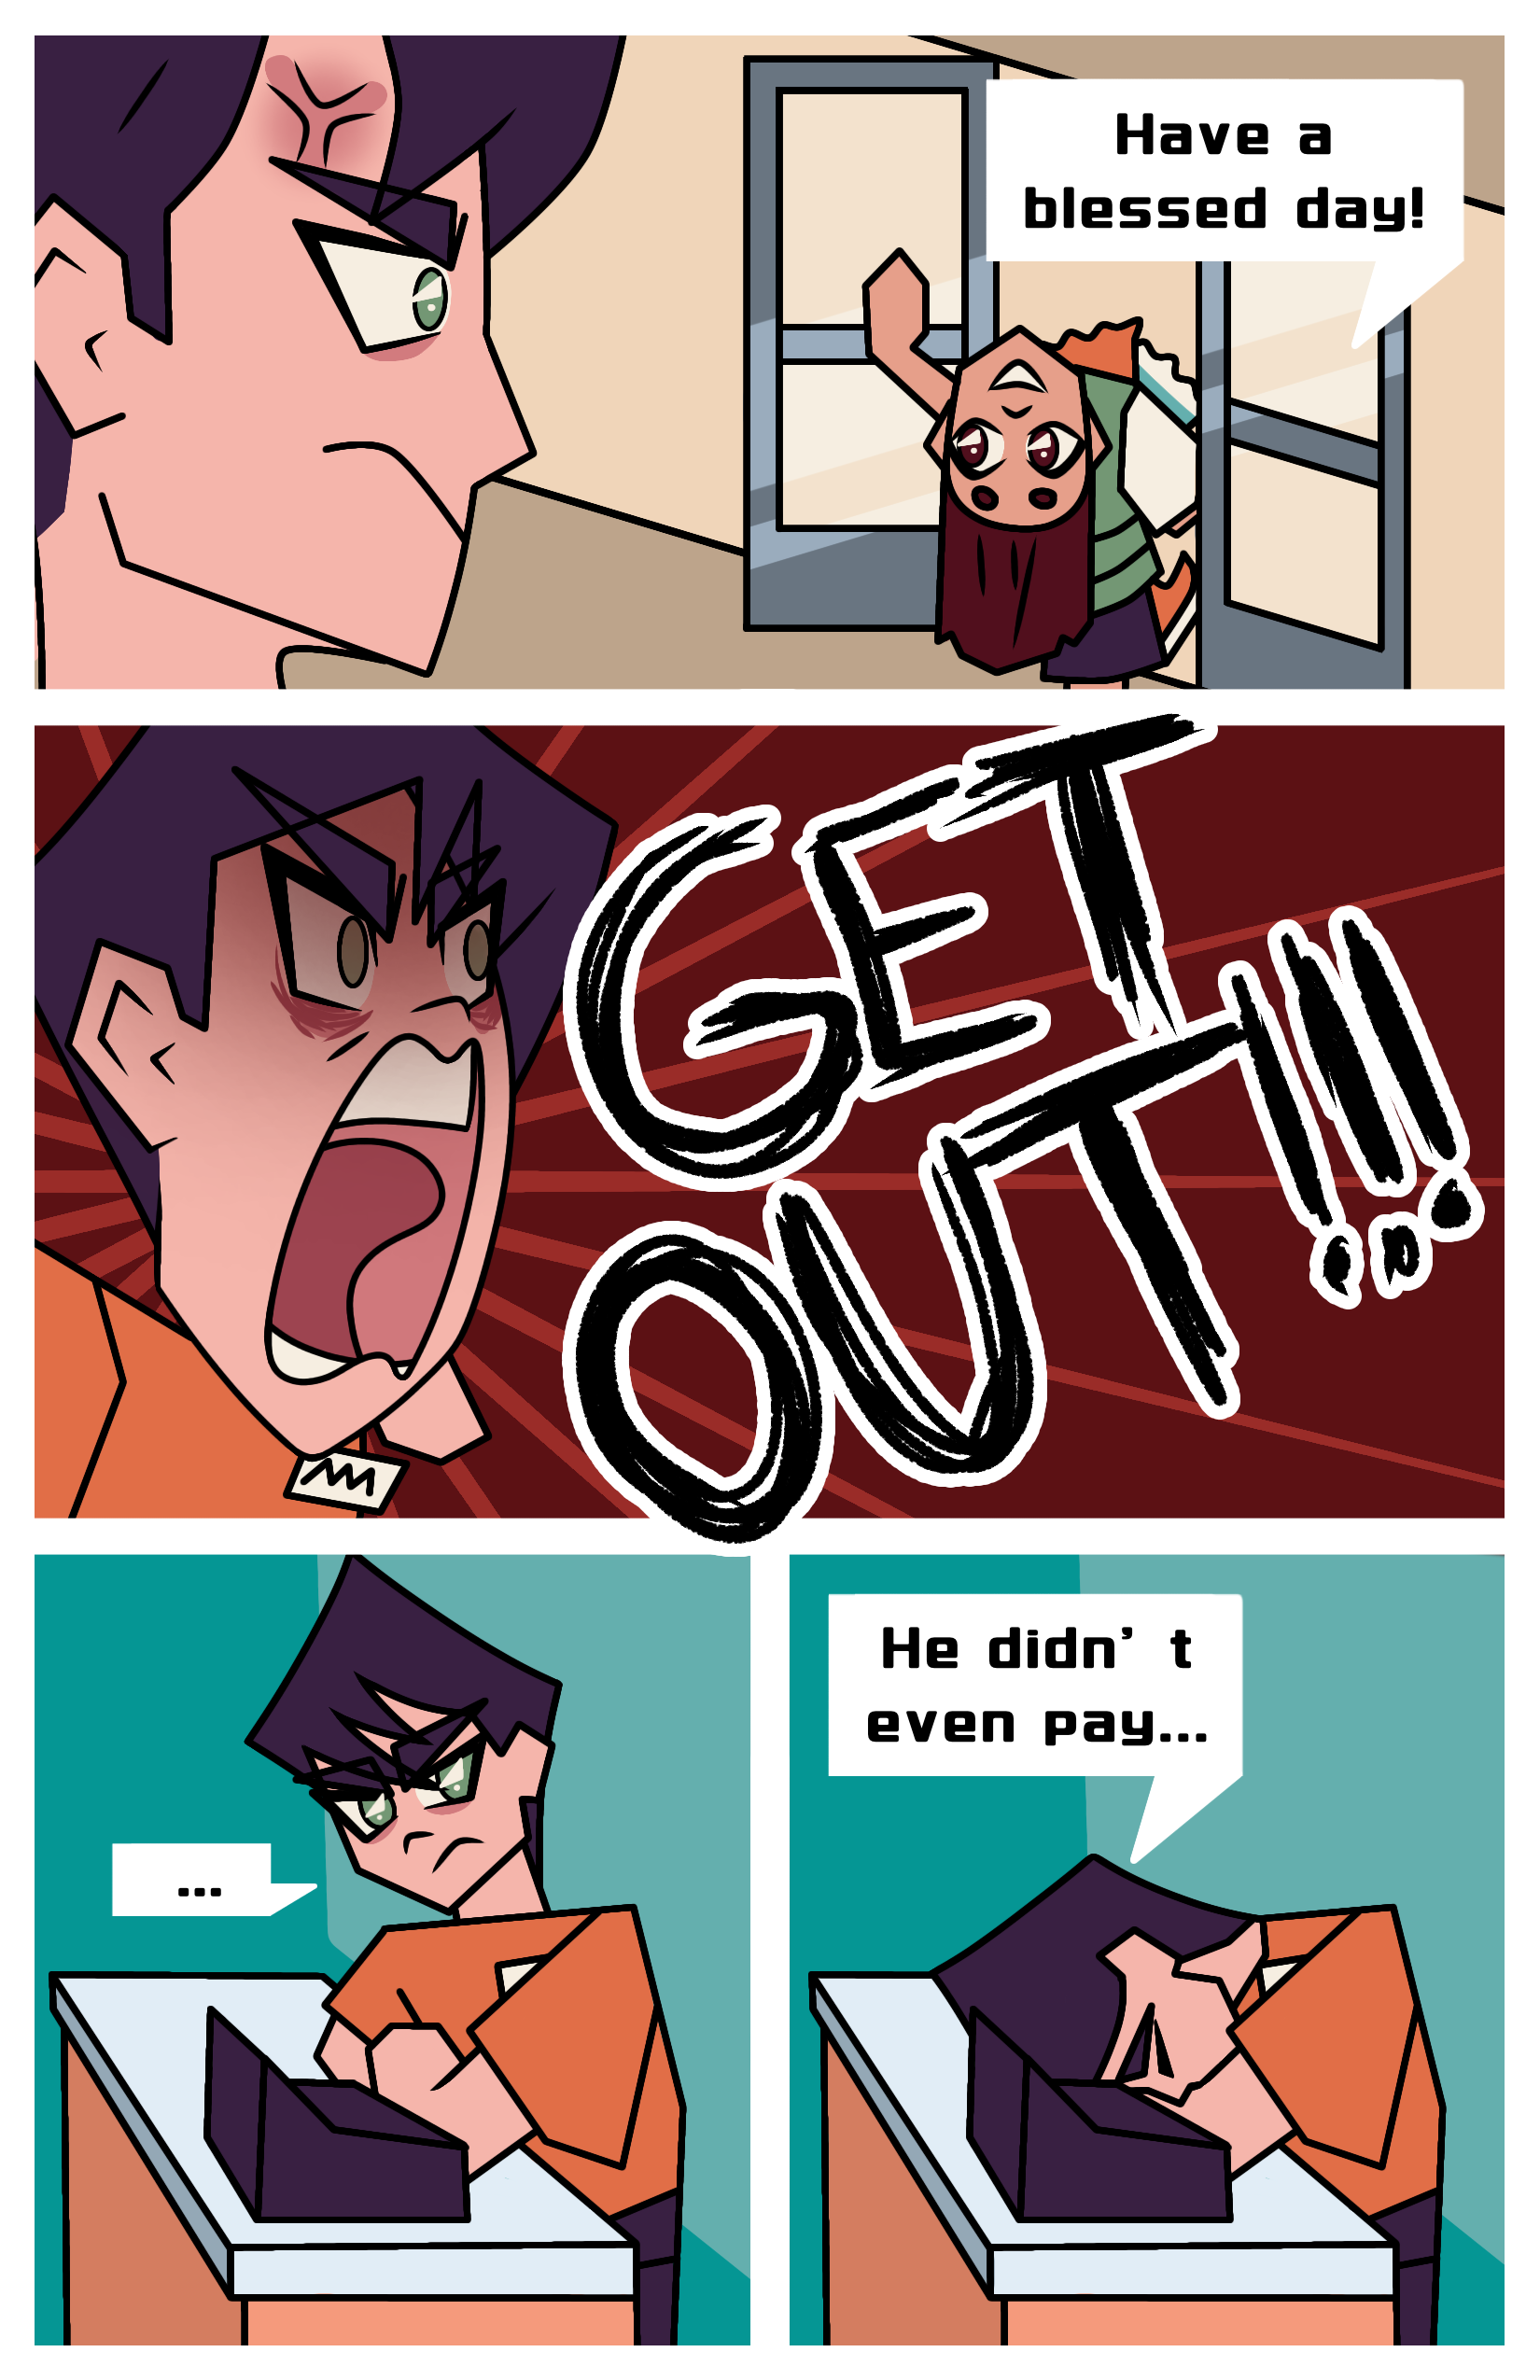 Have a
blessed day!
GET
OUT!!!
...
He didn't
even pay...